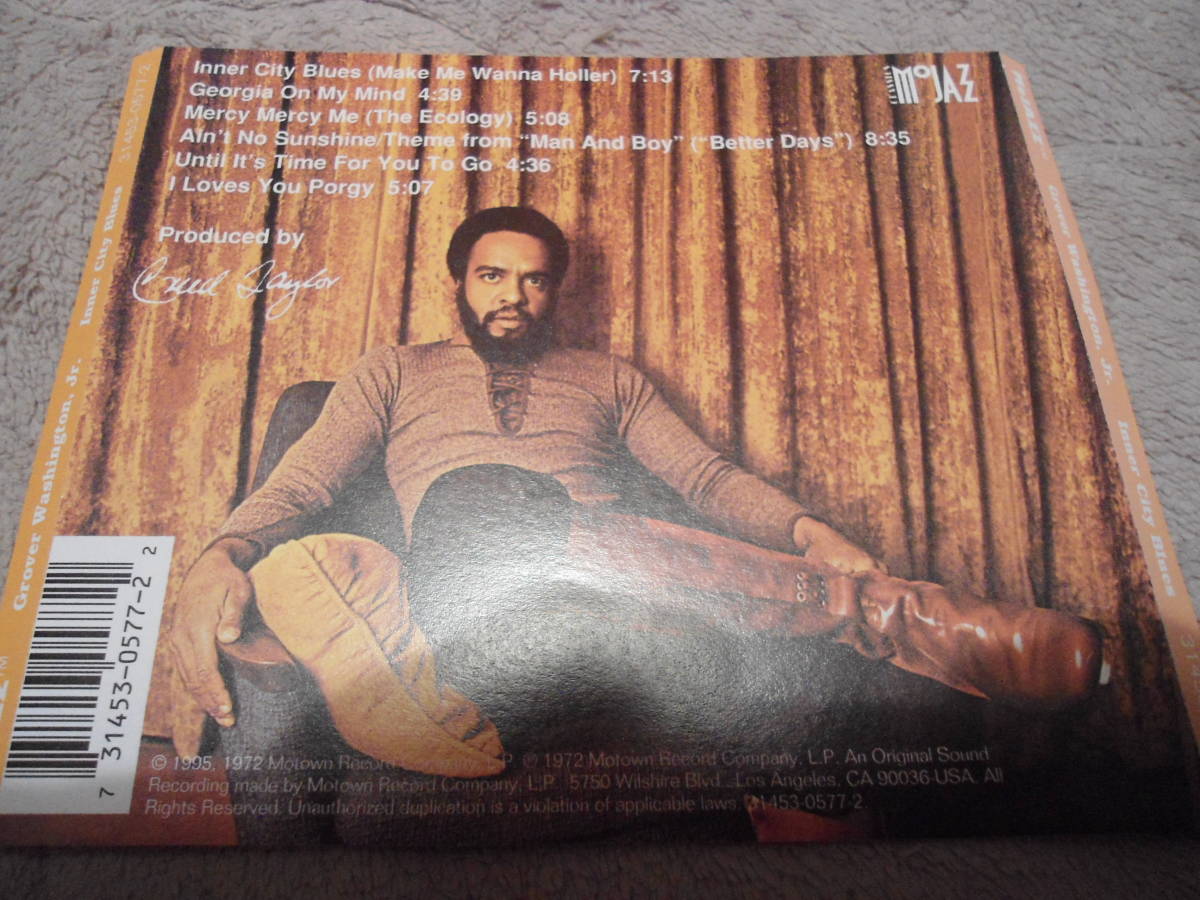 Inner City Blues (Make Me Wanna Holler) 7:13
Georgia On My Mind 4:39
Mercy Mercy Me (The Ecology) 5:08
Ain't No Sunshine/Theme from “Man And Boy” (“Better Days”) 8:35
Until It's Time For You To Go 4:36
I Loves You Porgy 5:07
Produced by
Creed Taylor
CLASSICS
MoJAZZ
31453-0577-2
Grover Washington, Jr. Inner City Blues
Grover Washington, Jr. Inner City Blues
7 31453-0577-2 2
© 1995, 1972 Motown Record Company, L.P. ℗ 1972 Motown Record Company, L.P. An Original Sound
Recording made by Motown Record Company, L.P. 5750 Wilshire Blvd., Los Angeles, CA 90036-USA. All
Rights Reserved. Unauthorized duplication is a violation of applicable laws. 31453-0577-2